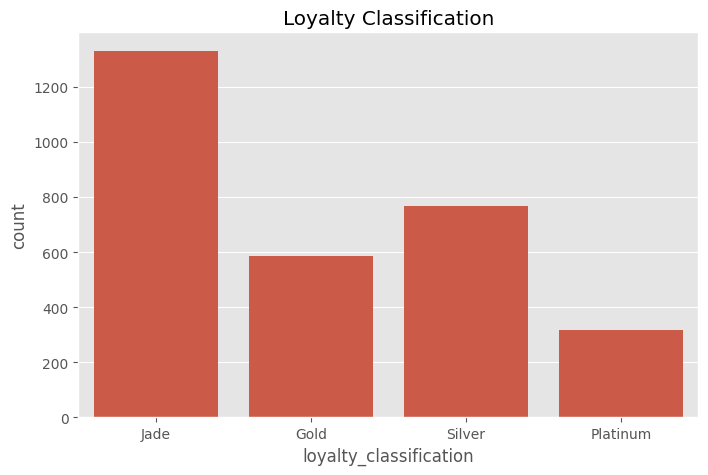 Loyalty Classification
count
1200
1000
800
600
400
200
0
Jade Gold Silver Platinum
loyalty_classification